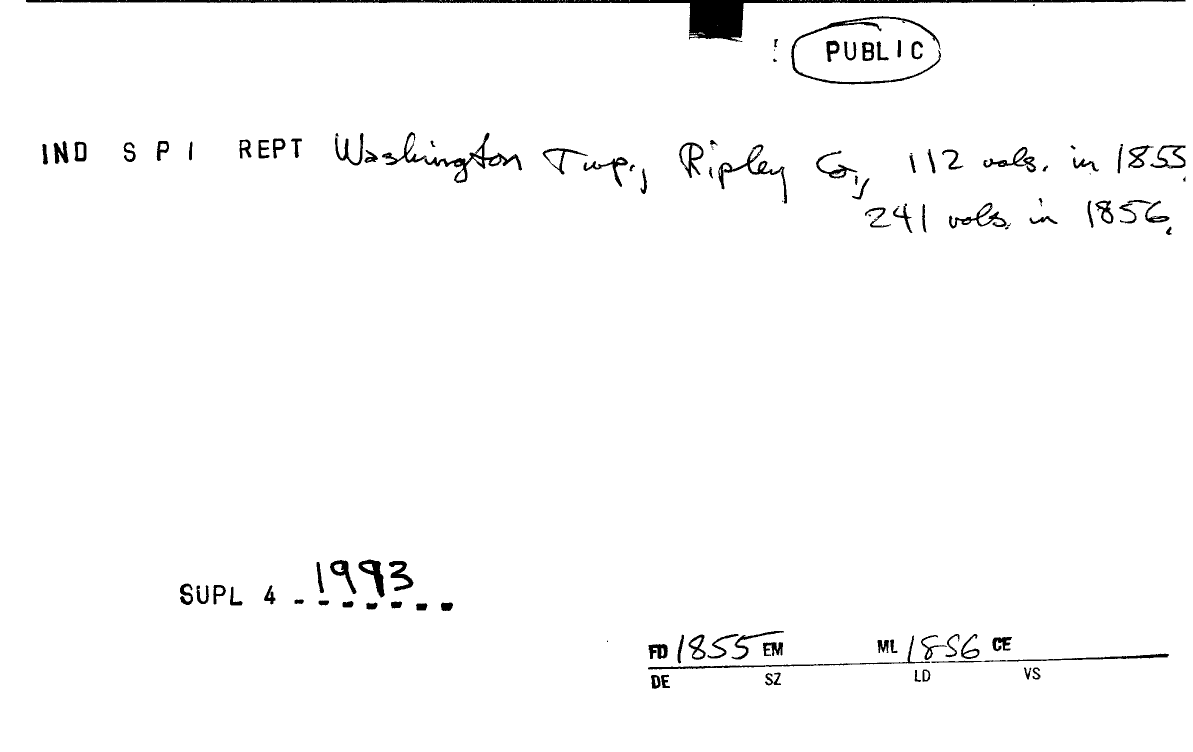 PUBLIC
IND S P I REPT Washington Twp., Ripley Co., 112 vols. in 1855.
241 vols. in 1856.
SUPL 4 1993
FD 1855 EM ML 1856 CE
DE SZ LD VS